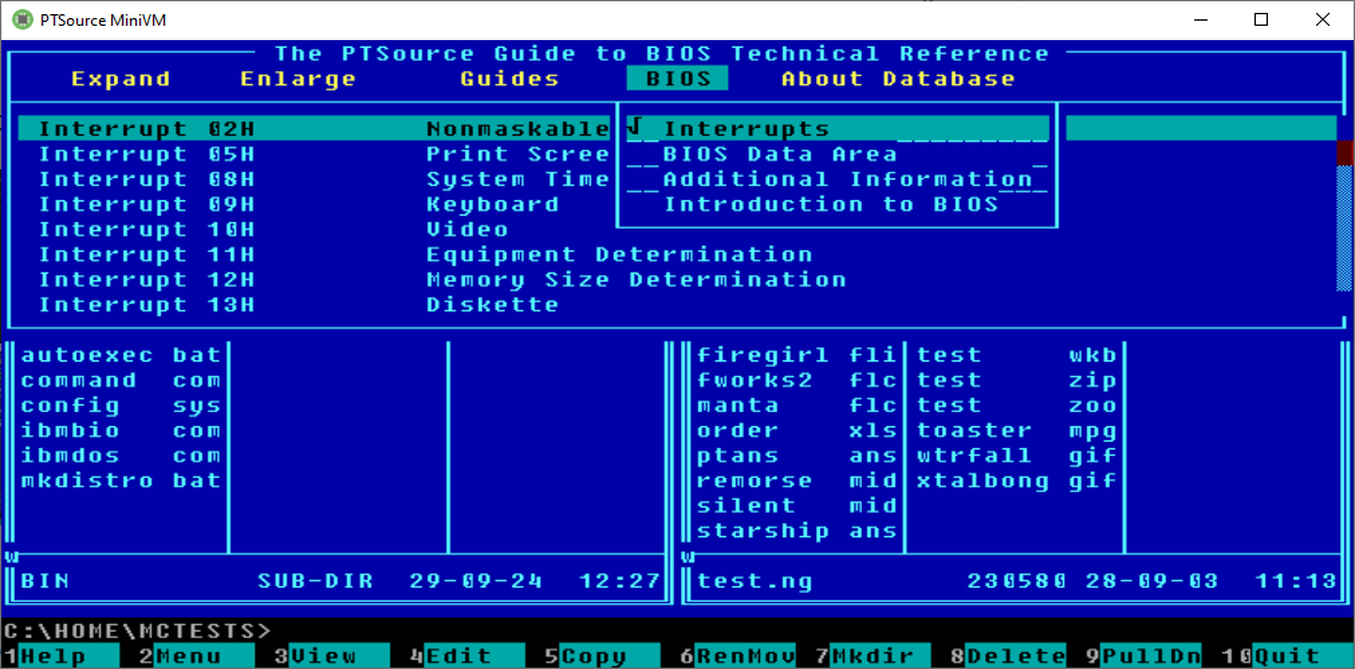 PTSource MiniVM
The PTSource Guide to BIOS Technical Reference
Expand Enlarge Guides BIOS About Database
Interrupt 02H Nonmaskable √ Interrupts
Interrupt 05H Print Scree BIOS Data Area
Interrupt 08H System Time Additional Information
Interrupt 09H Keyboard Introduction to BIOS
Interrupt 10H Video
Interrupt 11H Equipment Determination
Interrupt 12H Memory Size Determination
Interrupt 13H Diskette
autoexec bat firegirl fli test wkb
command com fworks2 flc test zip
config sys manta flc test zoo
ibmbio com order xls toaster mpg
ibmdos com ptans ans wtrfall gif
mkdistro bat remorse mid xtalbong gif
silent mid
starship ans
w w
BIN SUB-DIR 29-09-24 12:27 test.ng 230580 28-09-03 11:13
C:\HOME\MCTESTS>
1Help 2Menu 3View 4Edit 5Copy 6RenMov 7Mkdir 8Delete 9PullDn 10Quit